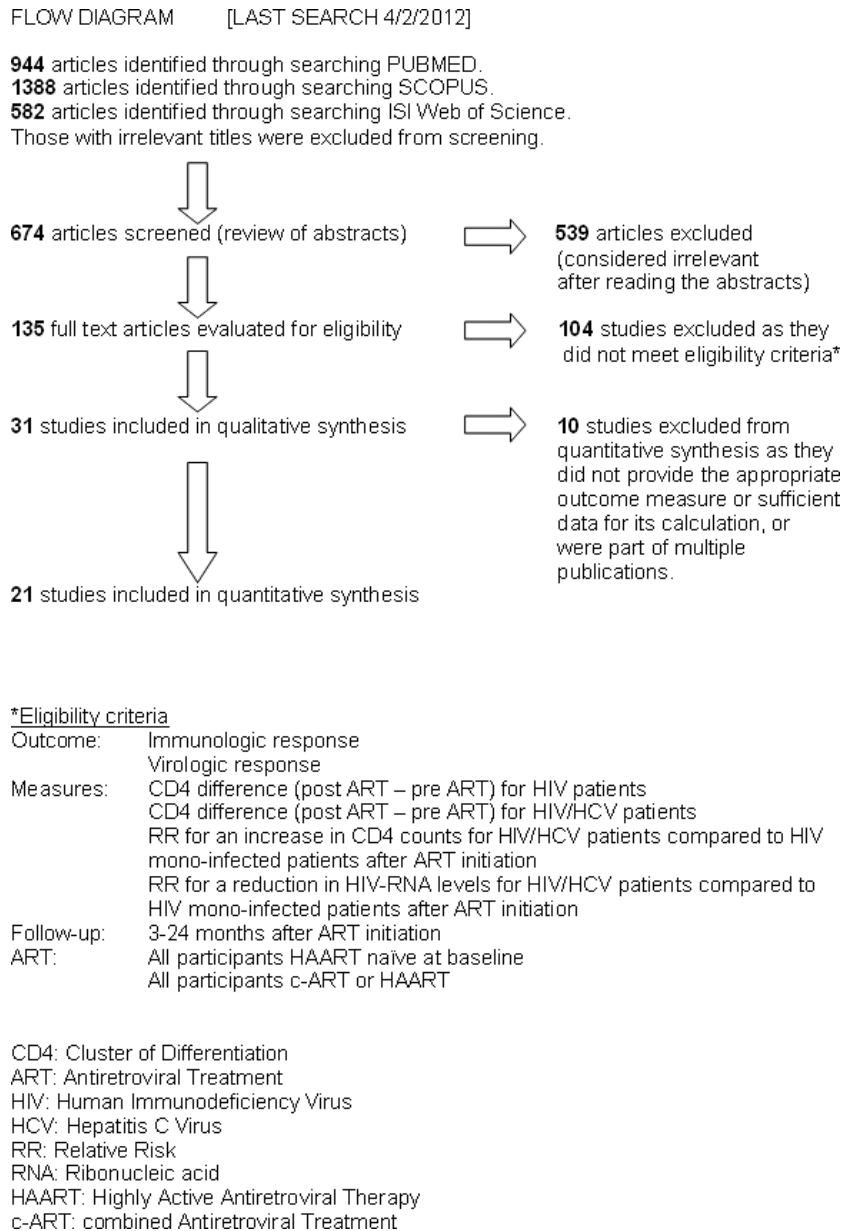 FLOW DIAGRAM [LAST SEARCH 4/2/2012]
944 articles identified through searching PUBMED.
1388 articles identified through searching SCOPUS.
582 articles identified through searching ISI Web of Science.
Those with irrelevant titles were excluded from screening.
674 articles screened (review of abstracts)
539 articles excluded
(considered irrelevant
after reading the abstracts)
135 full text articles evaluated for eligibility
104 studies excluded as they
did not meet eligibility criteria*
31 studies included in qualitative synthesis
10 studies excluded from
quantitative synthesis as they
did not provide the appropriate
outcome measure or sufficient
data for its calculation, or
were part of multiple
publications.
21 studies included in quantitative synthesis
*Eligibility criteria
Outcome: Immunologic response
Virologic response
Measures: CD4 difference (post ART – pre ART) for HIV patients
CD4 difference (post ART – pre ART) for HIV/HCV patients
RR for an increase in CD4 counts for HIV/HCV patients compared to HIV
mono-infected patients after ART initiation
RR for a reduction in HIV-RNA levels for HIV/HCV patients compared to
HIV mono-infected patients after ART initiation
Follow-up: 3-24 months after ART initiation
ART: All participants HAART naïve at baseline
All participants c-ART or HAART
CD4: Cluster of Differentiation
ART: Antiretroviral Treatment
HIV: Human Immunodeficiency Virus
HCV: Hepatitis C Virus
RR: Relative Risk
RNA: Ribonucleic acid
HAART: Highly Active Antiretroviral Therapy
c-ART: combined Antiretroviral Treatment